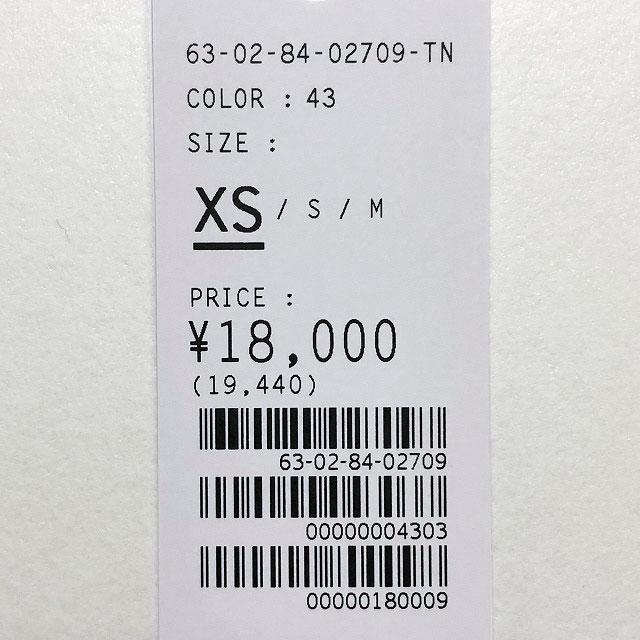 63-02-84-02709-TN
COLOR : 43
SIZE :
XS / S / M
PRICE :
¥18,000
(19,440)
63-02-84-02709
00000004303
00000180009